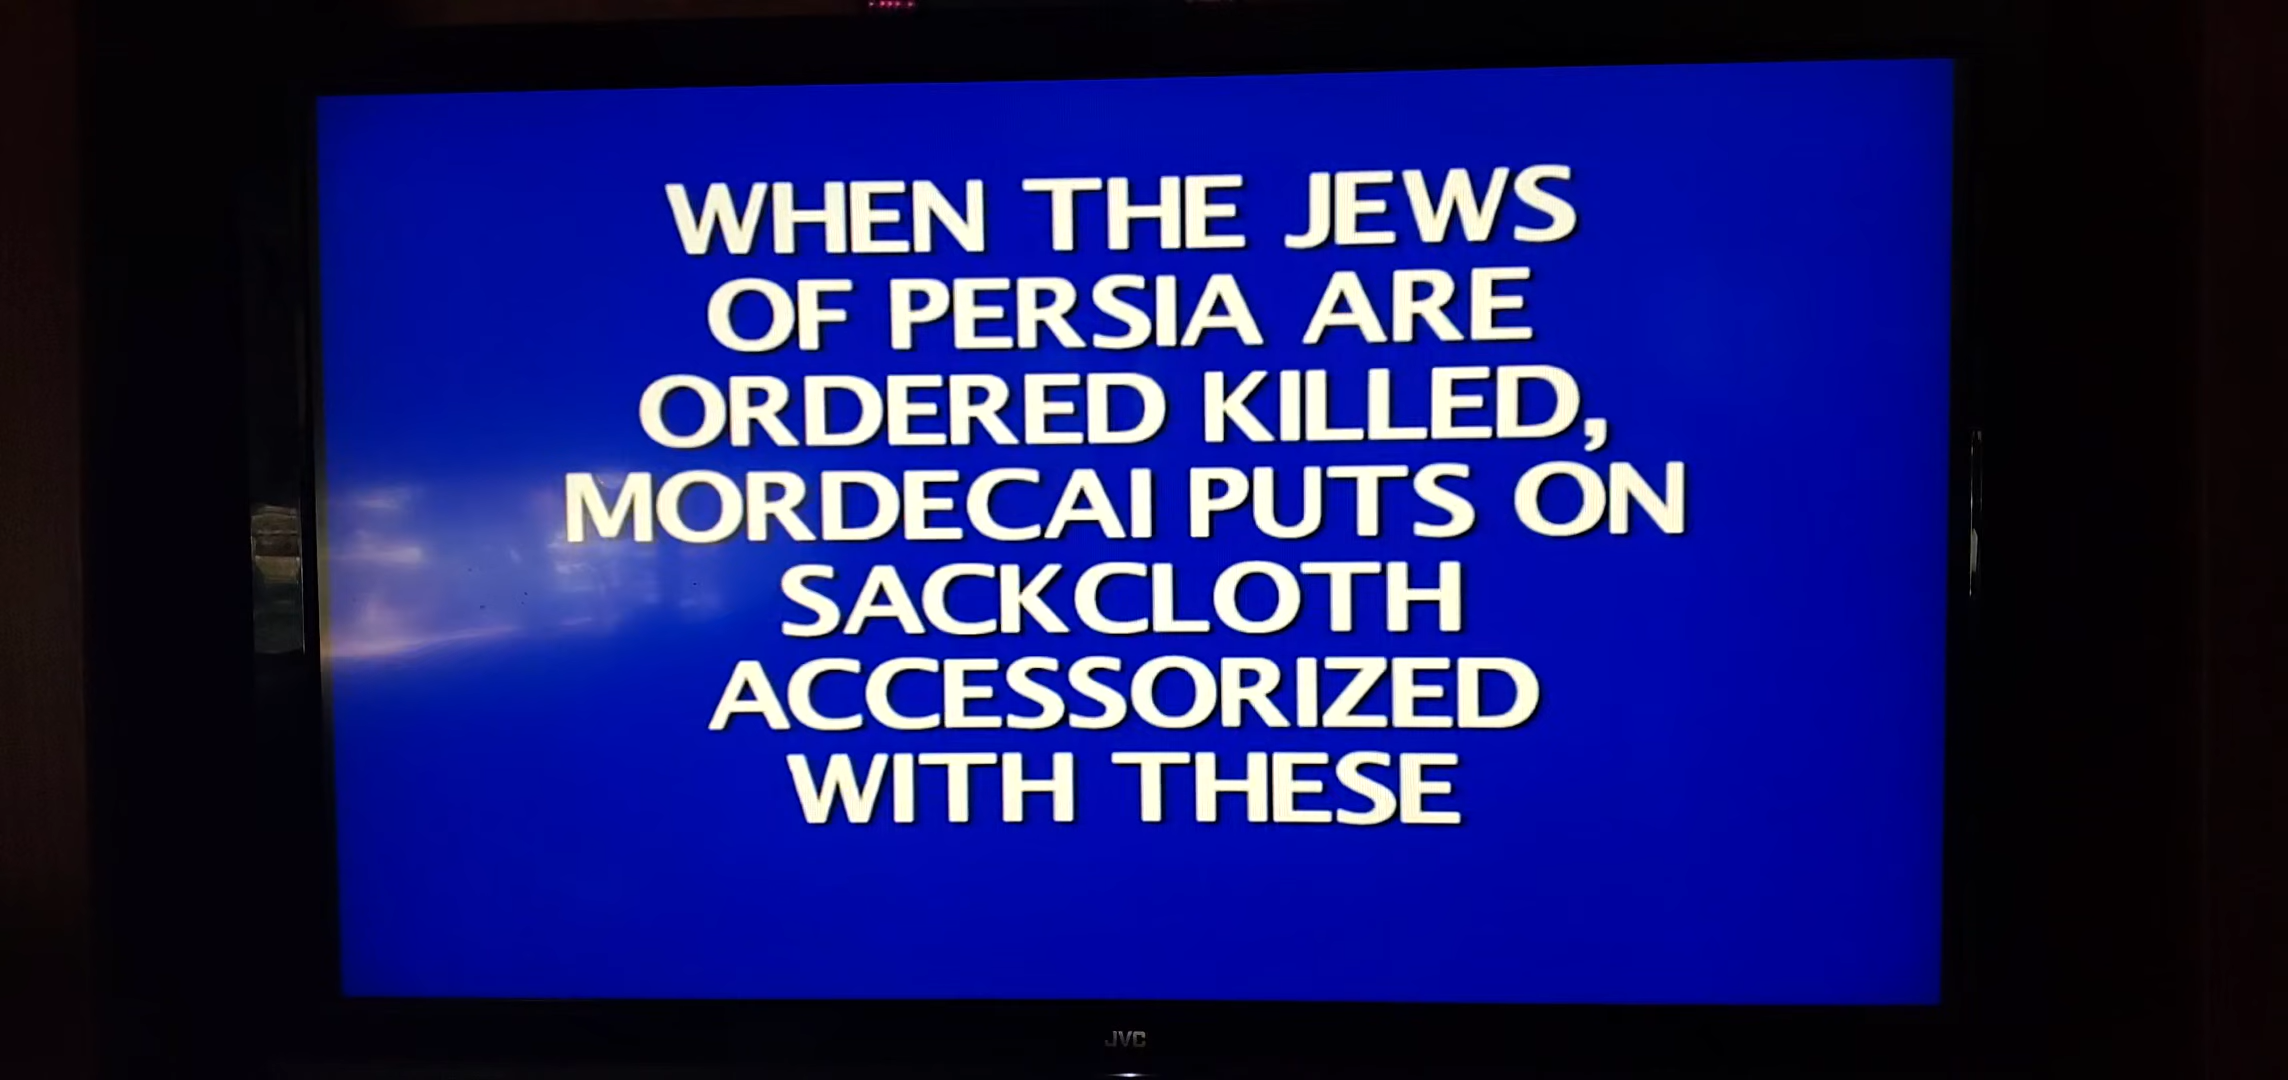 WHEN THE JEWS
OF PERSIA ARE
ORDERED KILLED,
MORDECAI PUTS ON
SACKCLOTH
ACCESSORIZED
WITH THESE
JVC